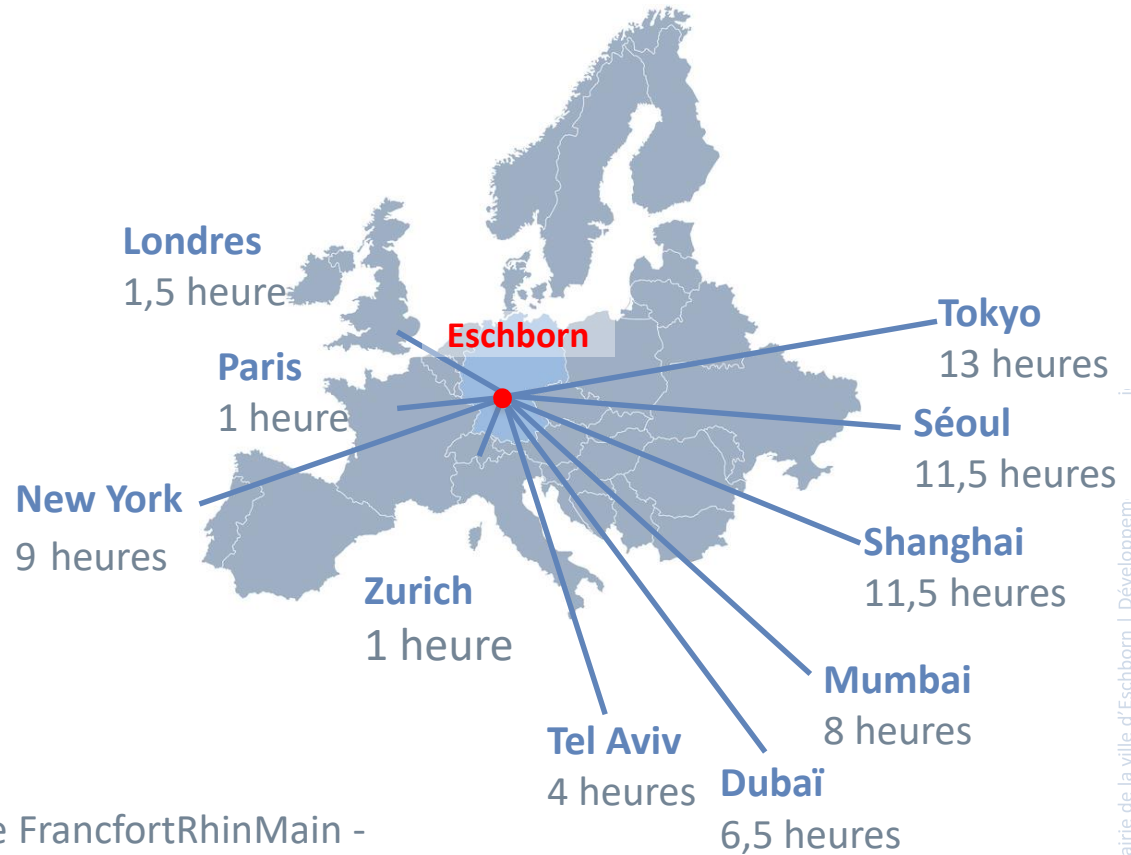 Londres
1,5 heure
Eschborn
Tokyo
13 heures
Paris
1 heure
Séoul
11,5 heures
New York
9 heures
Shanghai
11,5 heures
Zurich
1 heure
Mumbai
8 heures
Tel Aviv
4 heures
Dubaï
6,5 heures
FrancfortRhinMain -
de la ville d'Eschborn |